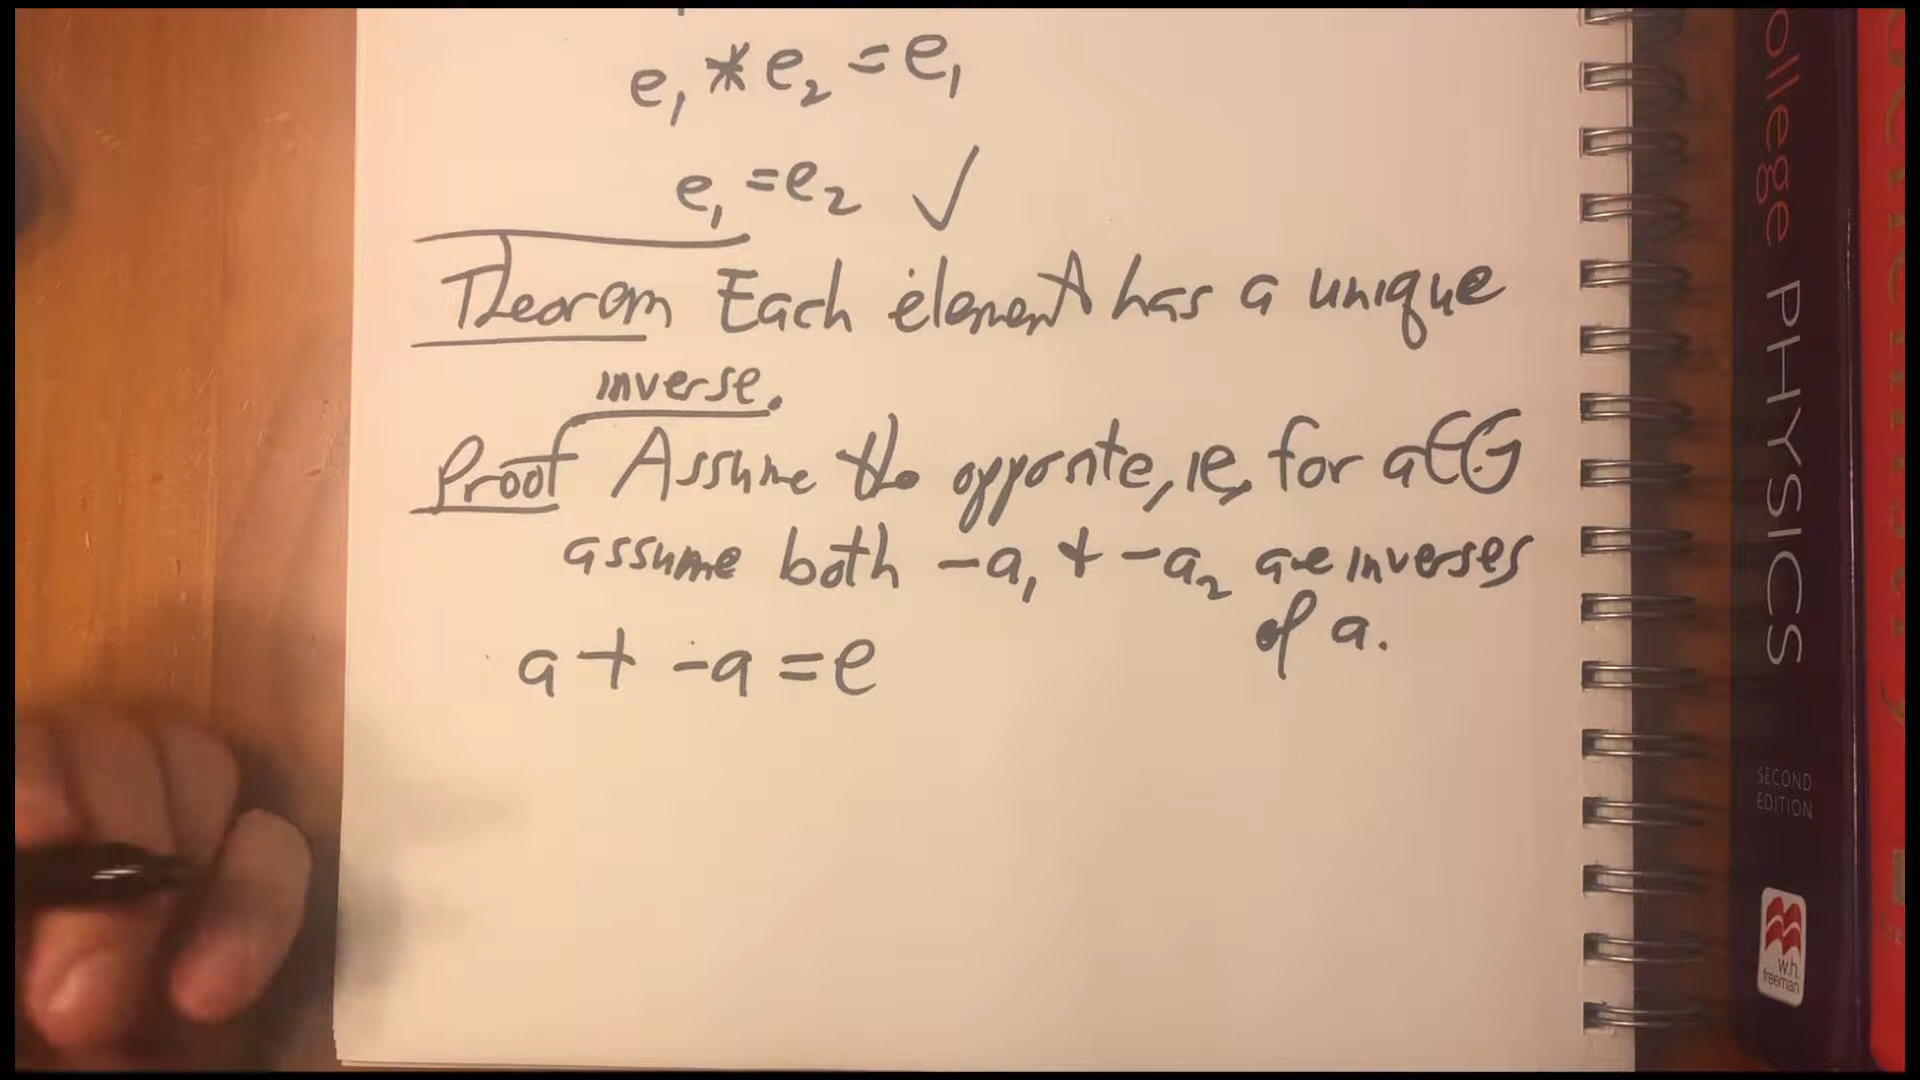 e₁ * e₂ = e₁
e₁ = e₂ ✓
Theorem Each element has a unique
inverse.
Proof Assume the opposite, ie, for a∈G
assume both -a₁ + -a₂ are inverses
of a.
a + -a = e
college PHYSICS
SECOND
EDITION
w.h.
freeman